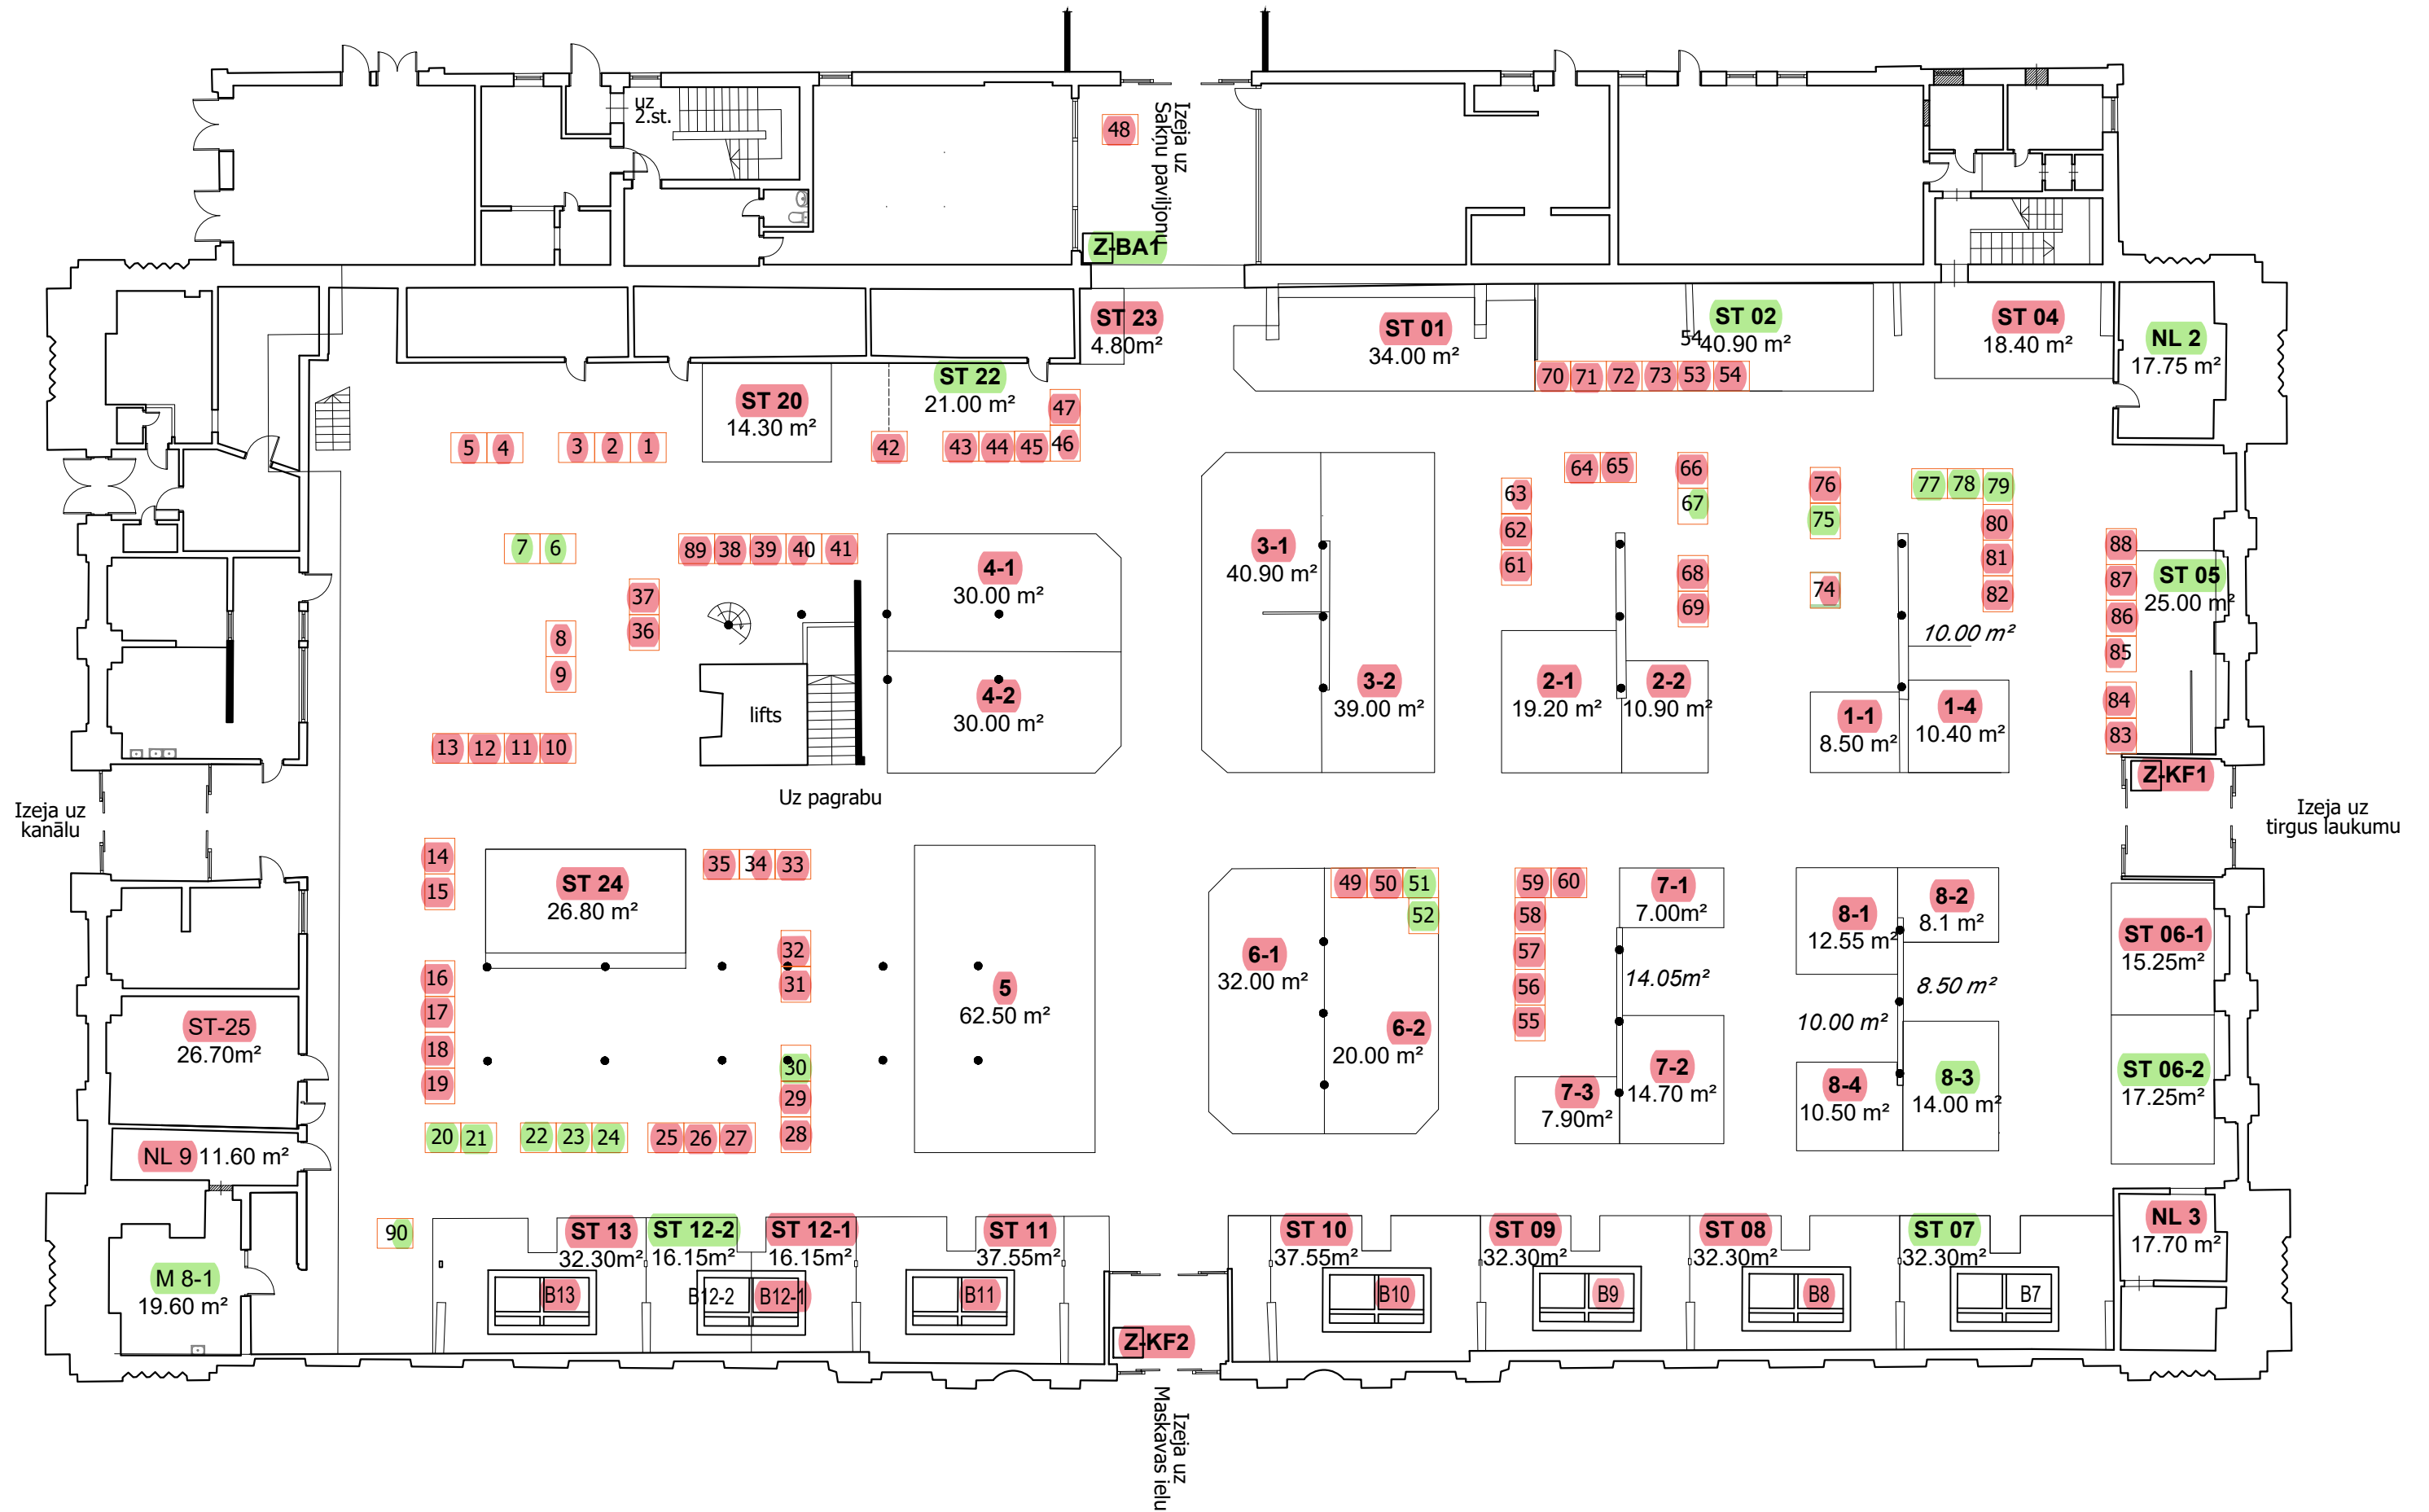 uz
2.st.
48
Izeja uz
Sakņu paviljonu
Z-BA1
ST 23
4.80m²
ST 01
34.00 m²
ST 02
54
40.90 m²
ST 04
18.40 m²
NL 2
17.75 m²
70 71 72 73 53 54
ST 20
14.30 m²
ST 22
21.00 m²
47
5 4 3 2 1
42 43 44 45 46
64 65 66
63 67
62
61
76 77 78 79
75
80
81
82
7 6
89 38 39 40 41
4-1
30.00 m²
3-1
40.90 m²
68
69
74
88
87
86
85
84
83
ST 05
25.00 m²
37
36
8
9
10.00 m²
4-2
30.00 m²
3-2
39.00 m²
2-1
19.20 m²
2-2
10.90 m²
1-1
8.50 m²
1-4
10.40 m²
lifts
13 12 11 10
Uz pagrabu
Z-KF1
Izeja uz
kanālu
Izeja uz
tirgus laukumu
14
15
ST 24
26.80 m²
35 34 33
49 50 51
52
59 60
58
57
56
55
7-1
7.00m²
8-1
12.55 m²
8-2
8.1 m²
ST 06-1
15.25m²
32
31
5
62.50 m²
6-1
32.00 m²
6-2
20.00 m²
14.05m²
8.50 m²
10.00 m²
16
17
18
19
ST-25
26.70m²
30
29
28
7-2
14.70 m²
7-3
7.90m²
8-4
10.50 m²
8-3
14.00 m²
ST 06-2
17.25m²
20 21 22 23 24 25 26 27
NL 9 11.60 m²
90
ST 13
32.30m²
ST 12-2
16.15m²
ST 12-1
16.15m²
ST 11
37.55m²
ST 10
37.55m²
ST 09
32.30m²
ST 08
32.30m²
ST 07
32.30m²
NL 3
17.70 m²
M 8-1
19.60 m²
B13 B12-2 B12-1 B11 B10 B9 B8 B7
Z-KF2
Izeja uz
Maskavas ielu